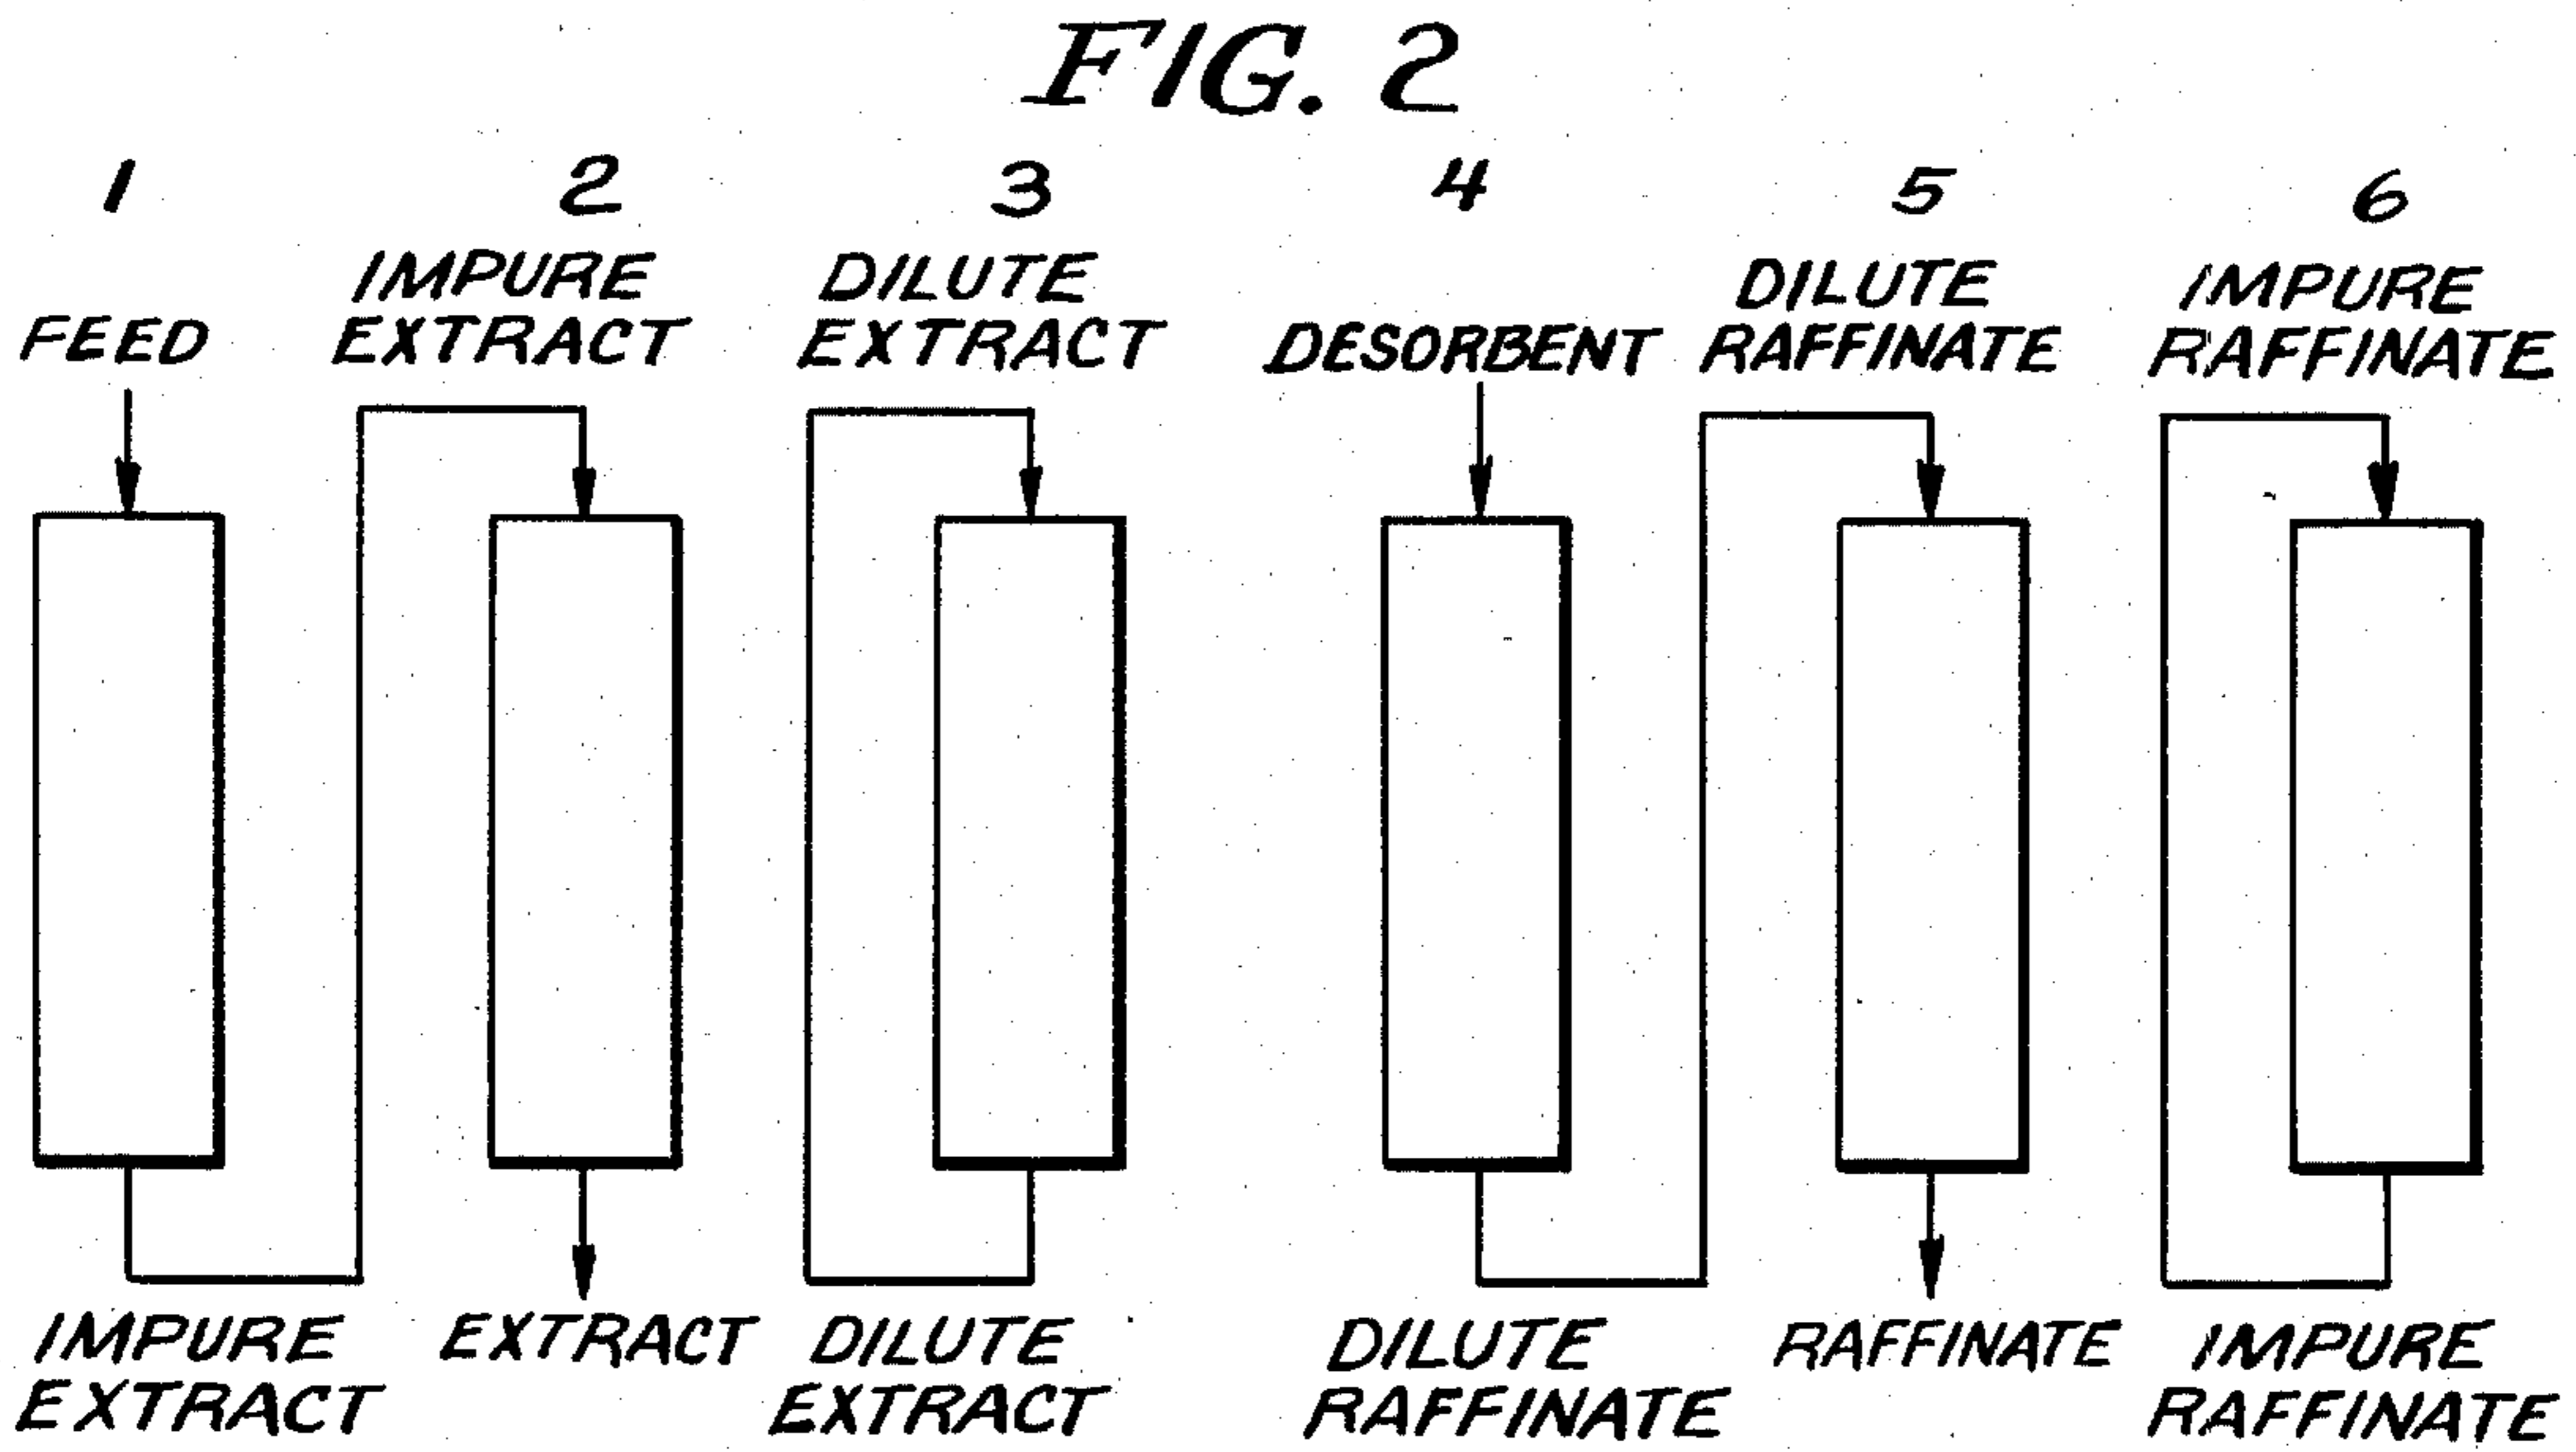 FIG. 2
1 2 3 4 5 6
FEED
IMPURE
EXTRACT
DILUTE
EXTRACT
DESORBENT
DILUTE
RAFFINATE
IMPURE
RAFFINATE
IMPURE
EXTRACT
EXTRACT
DILUTE
EXTRACT
DILUTE
RAFFINATE
RAFFINATE
IMPURE
RAFFINATE